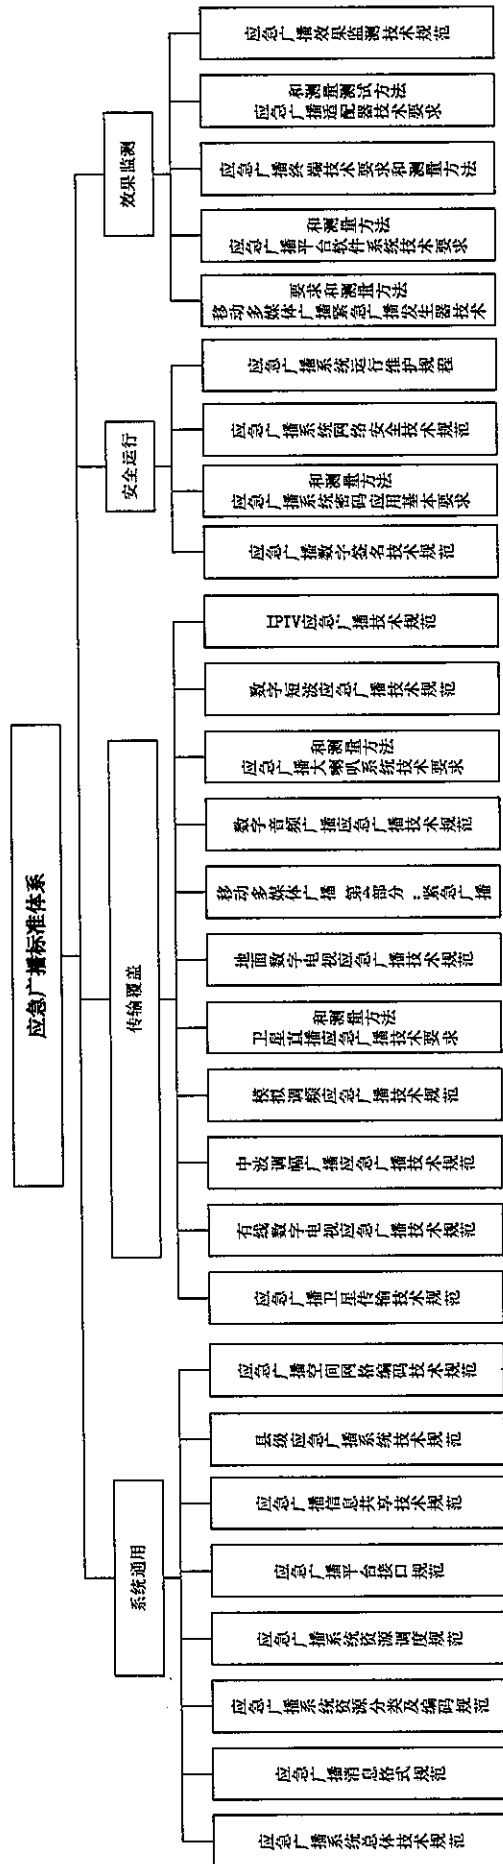 应急广播标准体系
系统通用
应急广播系统总体技术规范
应急广播消息格式规范
应急广播系统资源分类及编码规范
应急广播系统资源调度规范
应急广播平台接口规范
应急广播信息共享技术规范
县级应急广播系统技术规范
应急广播空间网格编码技术规范
传输覆盖
应急广播卫星传输技术规范
有线数字电视应急广播技术规范
中波调幅广播应急广播技术规范
模拟调频应急广播技术规范
卫星直播应急广播技术要求
和测量方法
地面数字电视应急广播技术规范
移动多媒体广播 第4部分：紧急广播
数字音频广播应急广播技术规范
应急广播大喇叭系统技术要求
和测量方法
数字短波应急广播技术规范
IPTV应急广播技术规范
安全运行
应急广播数字签名技术规范
应急广播系统密码应用基本要求
和测量方法
应急广播系统网络安全技术规范
应急广播系统运行维护规程
效果监测
移动多媒体广播紧急广播发生器技术
要求和测量方法
应急广播平台软件系统技术要求
和测量方法
应急广播终端技术要求和测量方法
应急广播适配器技术要求
和测量测试方法
应急广播效果监测技术规范